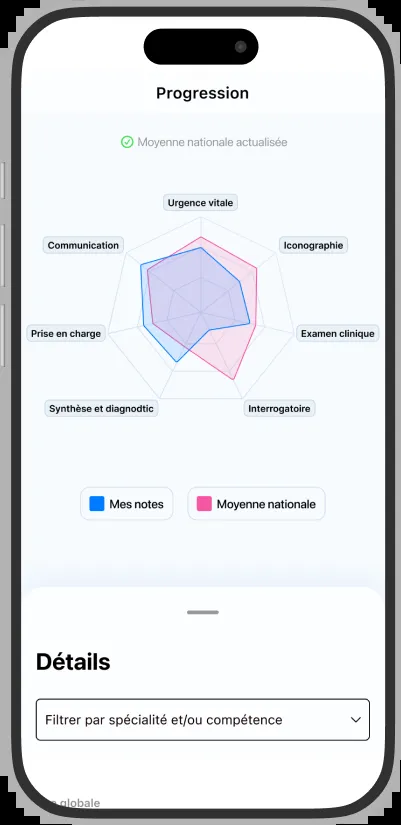 Progression
Moyenne nationale actualisée
Urgence vitale
Communication
Iconographie
Prise en charge
Examen clinique
Synthèse et diagnodtic
Interrogatoire
Mes notes
Moyenne nationale
Détails
Filtrer par spécialité et/ou compétence
globale